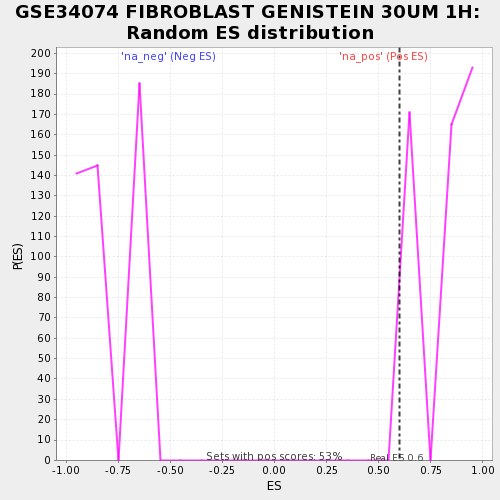 GSE34074 FIBROBLAST GENISTEIN 30UM 1H:
Random ES distribution
'na_neg' (Neg ES)
'na_pos' (Pos ES)
P(ES)
200
190
180
170
160
150
140
130
120
110
100
90
80
70
60
50
40
30
20
10
0
Sets with pos scores: 53%
Real ES 0.6
-1.00 -0.75 -0.50 -0.25 0.00 0.25 0.50 0.75 1.00
ES